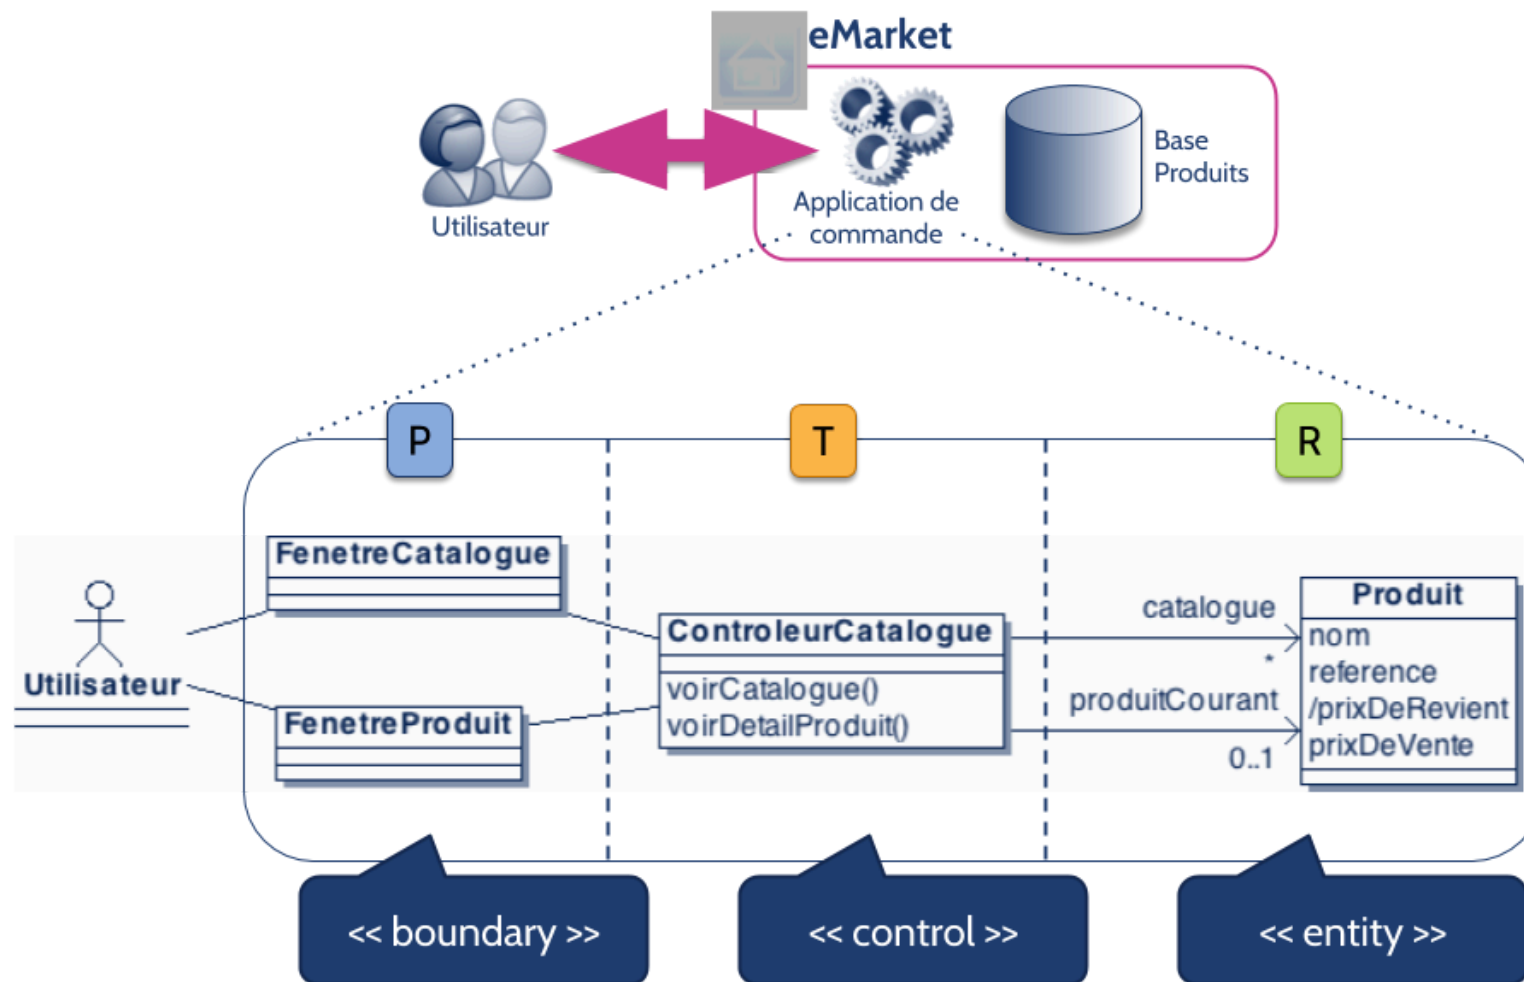 eMarket
Utilisateur
Application de
commande
Base
Produits
P
T
R
Utilisateur
FenetreCatalogue
FenetreProduit
ControleurCatalogue
voirCatalogue()
voirDetailProduit()
catalogue
*
produitCourant
0..1
Produit
nom
reference
/prixDeRevient
prixDeVente
<< boundary >>
<< control >>
<< entity >>